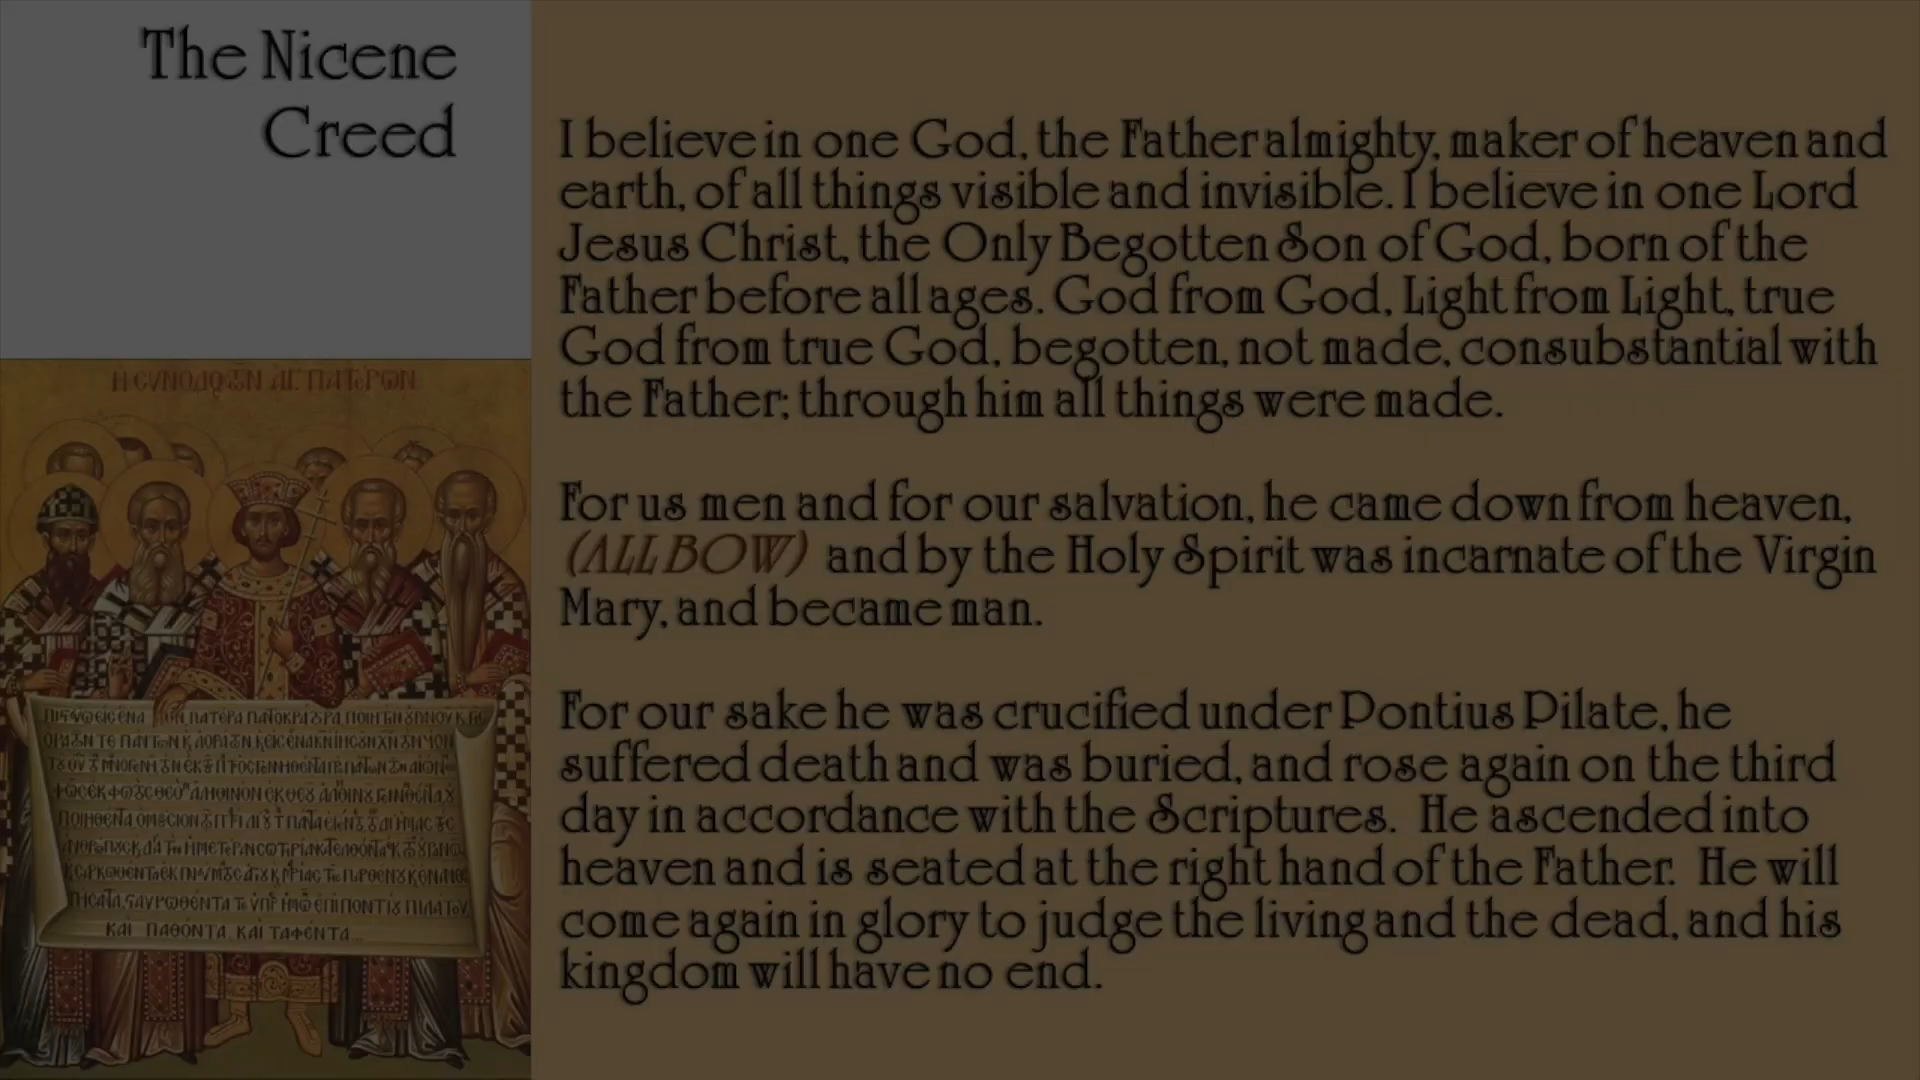 The Nicene
Creed
I believe in one God, the Father almighty, maker of heaven and
earth, of all things visible and invisible. I believe in one Lord
Jesus Christ, the Only Begotten Son of God, born of the
Father before all ages. God from God, Light from Light, true
God from true God, begotten, not made, consubstantial with
the Father; through him all things were made.
For us men and for our salvation, he came down from heaven,
(ALL BOW) and by the Holy Spirit was incarnate of the Virgin
Mary, and became man.
For our sake he was crucified under Pontius Pilate, he
suffered death and was buried, and rose again on the third
day in accordance with the Scriptures. He ascended into
heaven and is seated at the right hand of the Father. He will
come again in glory to judge the living and the dead, and his
kingdom will have no end.
ΚΑΙ ΠΑΘΟΝΤΑ, ΚΑΙ ΤΑΦΕΝΤΑ...